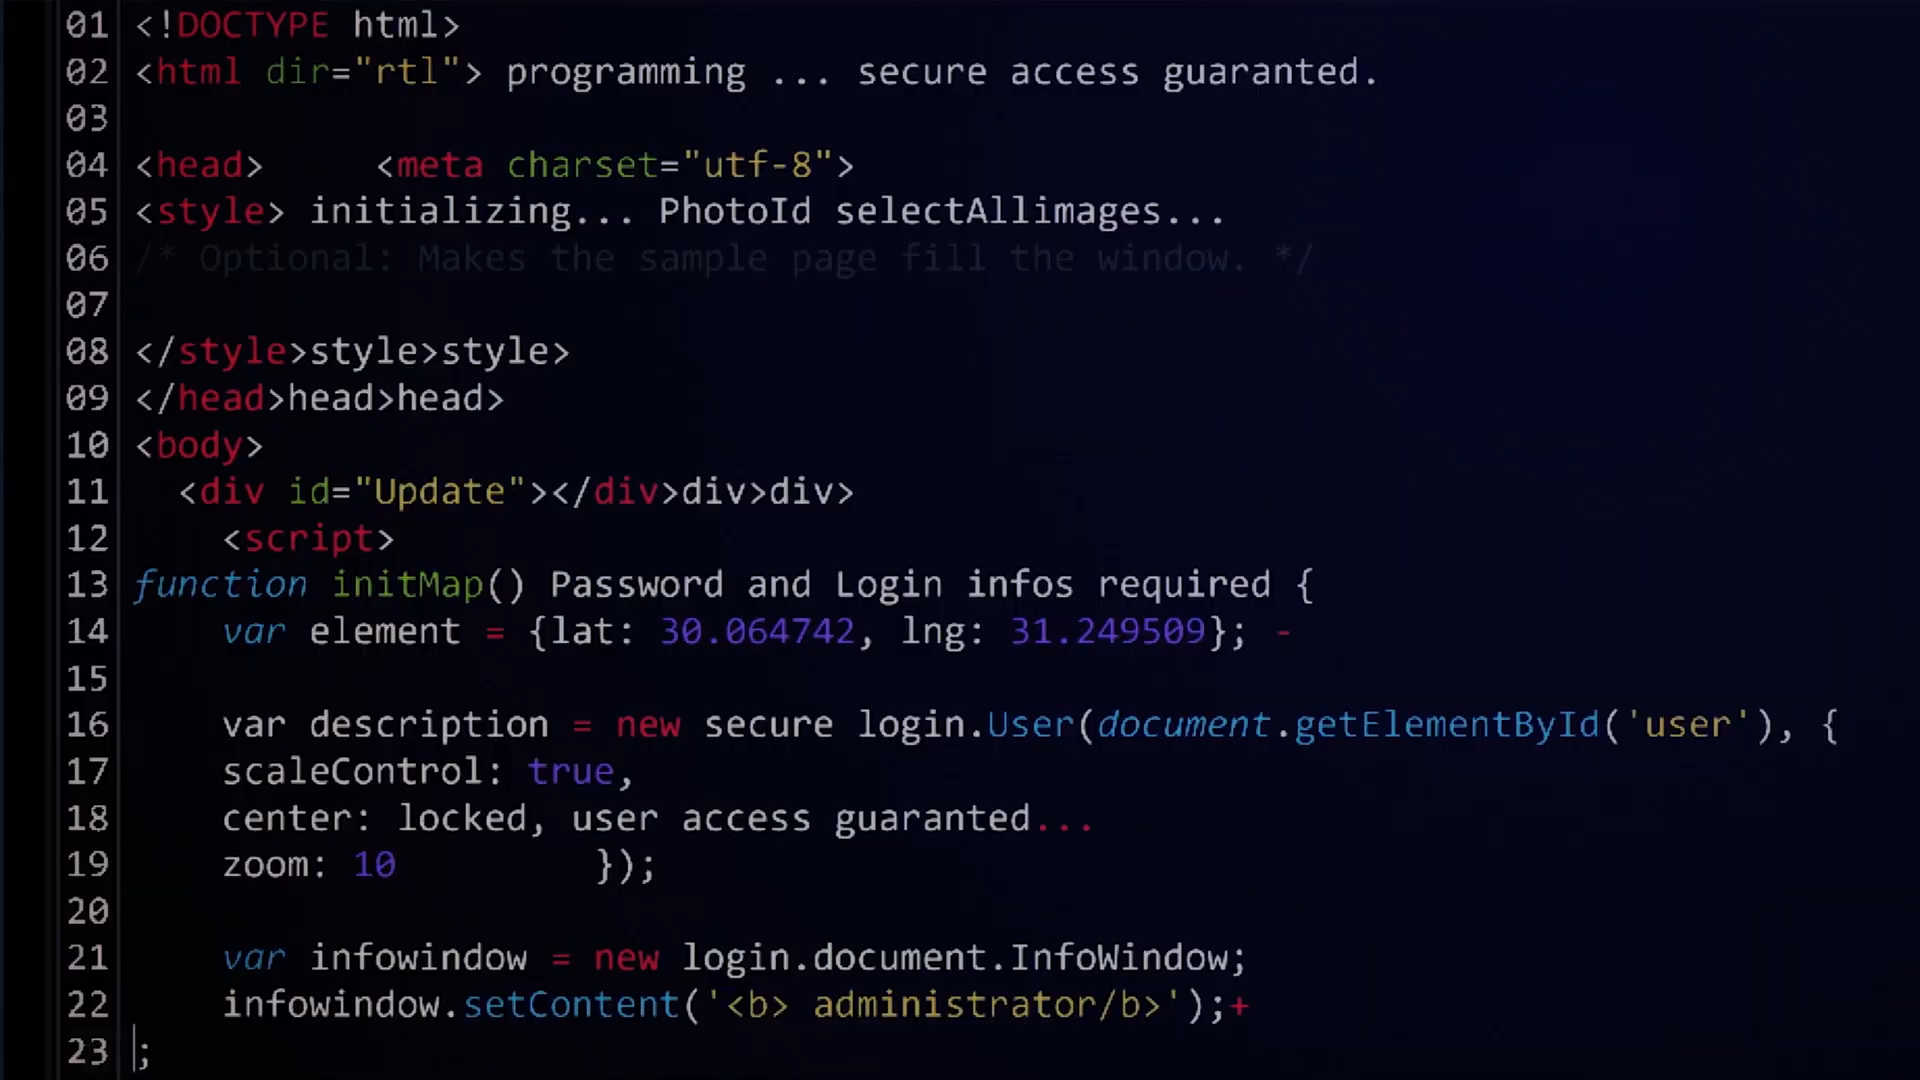 01 <!DOCTYPE html>
02 <html dir="rtl"> programming ... secure access guaranted.
03
04 <head>     <meta charset="utf-8">
05 <style> initializing... PhotoId selectAllimages...
06 /* Optional: Makes the sample page fill the window. */
07
08 </style>style>style>
09 </head>head>head>
10 <body>
11   <div id="Update"></div>div>div>
12     <script>
13 function initMap() Password and Login infos required {
14     var element = {lat: 30.064742, lng: 31.249509}; -
15
16     var description = new secure login.User(document.getElementById('user'), {
17     scaleControl: true,
18     center: locked, user access guaranted...
19     zoom: 10         });
20
21     var infowindow = new login.document.InfoWindow;
22     infowindow.setContent('<b> administrator/b>');+
23 ;